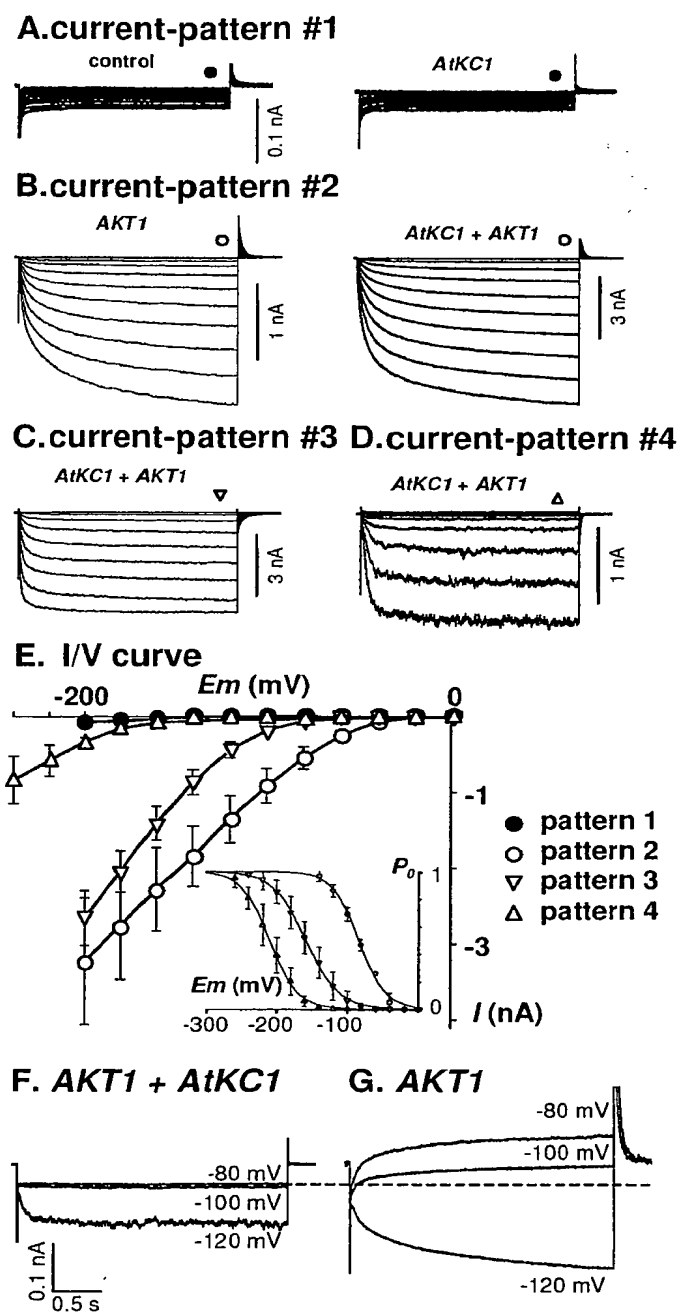 A.current-pattern #1
control
AtKC1
0.1 nA
B.current-pattern #2
AKT1
AtKC1 + AKT1
1 nA
3 nA
C.current-pattern #3
D.current-pattern #4
AtKC1 + AKT1
AtKC1 + AKT1
3 nA
1 nA
E. I/V curve
-200
Em (mV)
0
-1
pattern 1
pattern 2
pattern 3
pattern 4
Po
1
-3
Em (mV)
0
-300
-200
-100
I (nA)
F. AKT1 + AtKC1
G. AKT1
-80 mV
-100 mV
-80 mV
-100 mV
-120 mV
-120 mV
0.1 nA
0.5 s